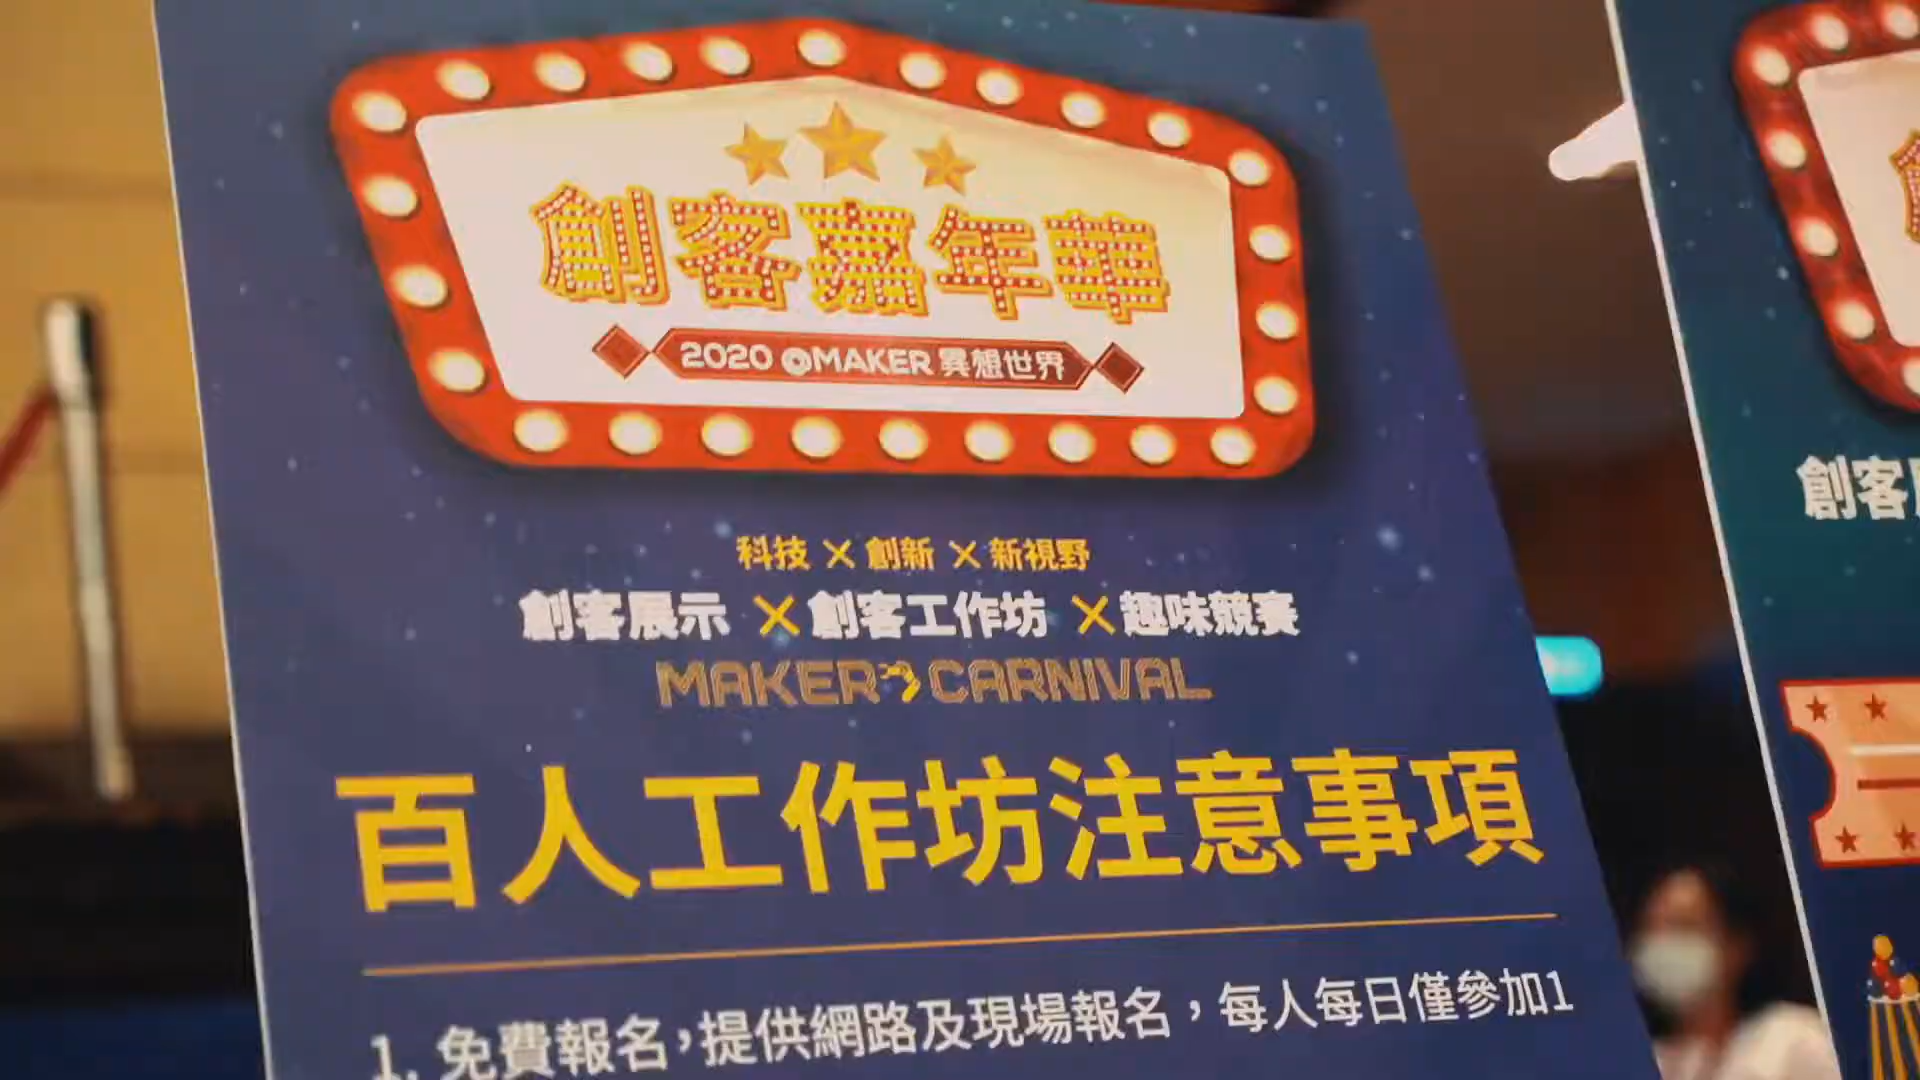 創客嘉年華
2020 @MAKER 異想世界
科技 × 創新 × 新視野
創客展示 × 創客工作坊 × 趣味競賽
MAKER CARNIVAL
百人工作坊注意事項
1. 免費報名,提供網路及現場報名,每人每日僅參加1
創客